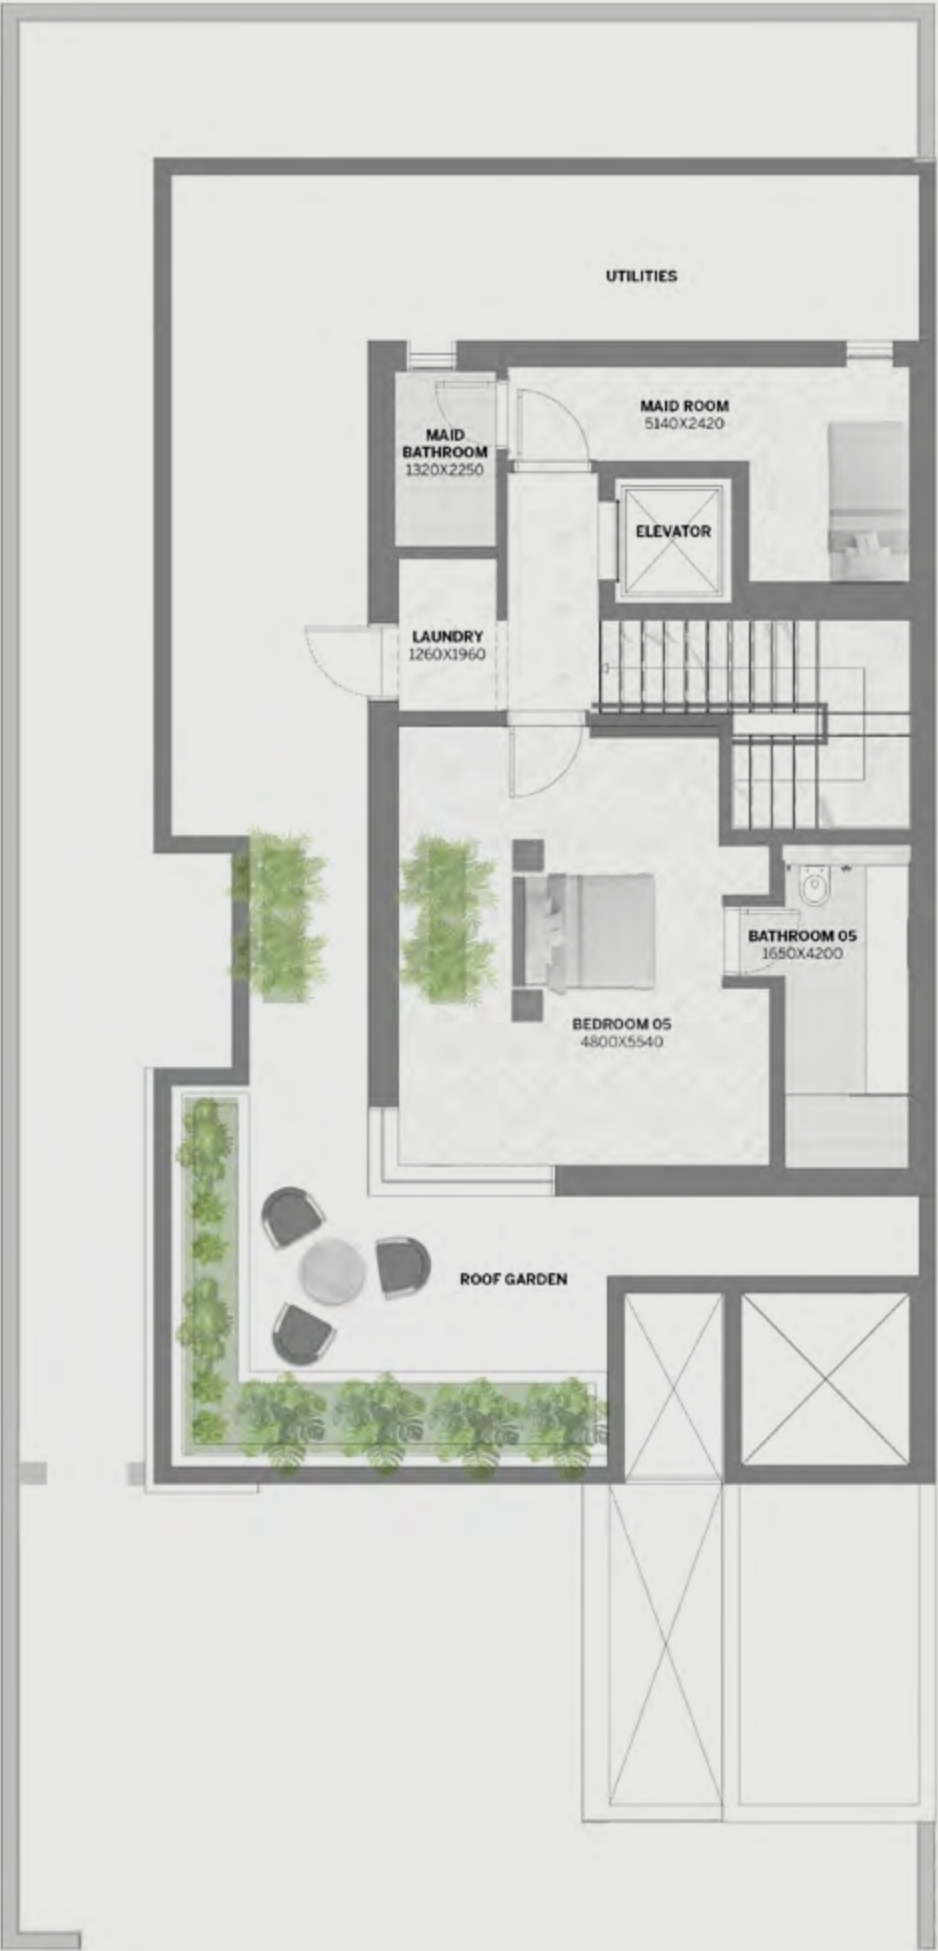 UTILITIES
MAID ROOM
5140X2420
MAID
BATHROOM
1320X2250
ELEVATOR
LAUNDRY
1260X1960
BATHROOM 05
1650X4200
BEDROOM 05
4800X5540
ROOF GARDEN